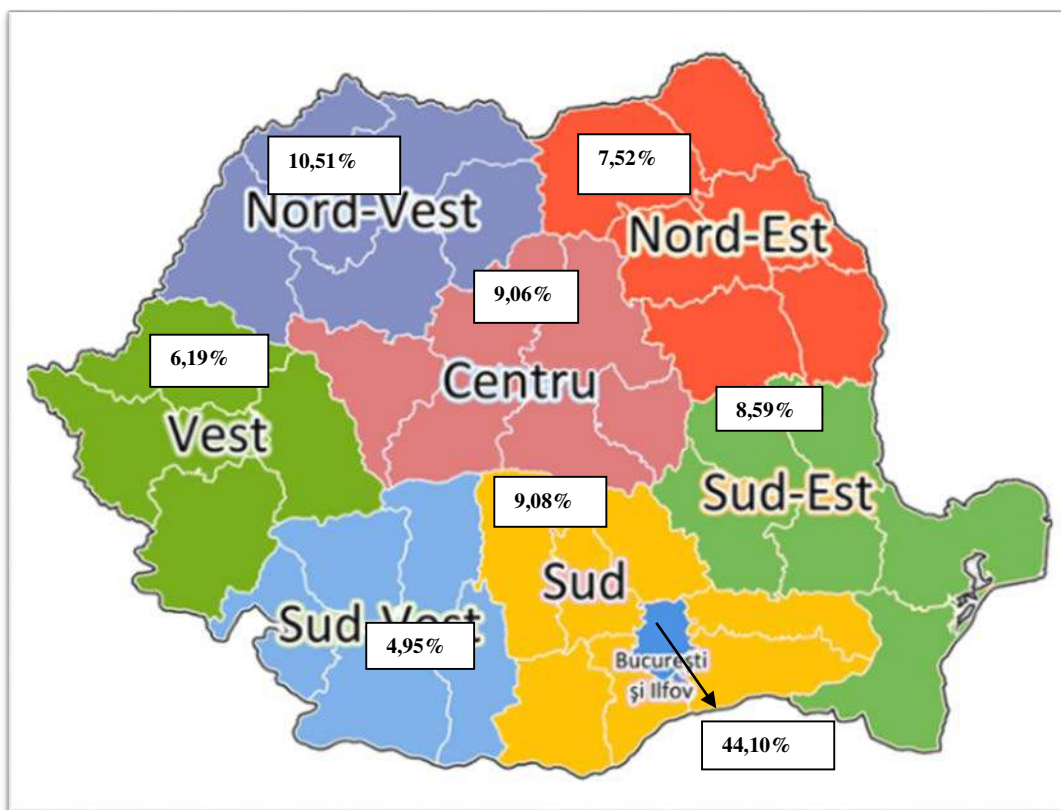 10,51%
Nord-Vest
7,52%
Nord-Est
9,06%
Centru
6,19%
Vest
8,59%
Sud-Est
9,08%
Sud
Sud-Vest
4,95%
București
și Ilfov
44,10%